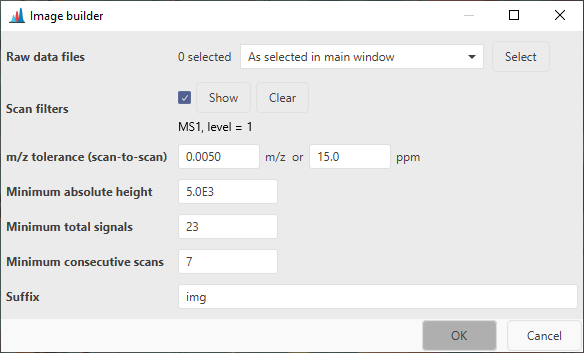 Image builder
Raw data files 0 selected As selected in main window Select
Scan filters Show Clear
MS1, level = 1
m/z tolerance (scan-to-scan) 0.0050 m/z or 15.0 ppm
Minimum absolute height 5.0E3
Minimum total signals 23
Minimum consecutive scans 7
Suffix img
OK Cancel